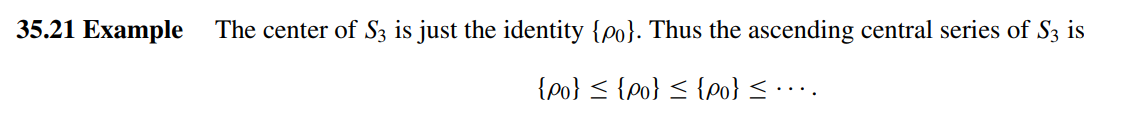 35.21 Example The center of S₃ is just the identity {ρ₀}. Thus the ascending central series of S₃ is
{ρ₀} ≤ {ρ₀} ≤ {ρ₀} ≤ ⋯.